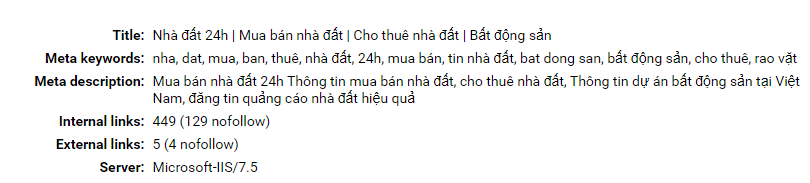 Title: Nhà đất 24h | Mua bán nhà đất | Cho thuê nhà đất | Bất động sản
Meta keywords: nha, dat, mua, ban, thuê, nhà đất, 24h, mua bán, tin nhà đất, bat dong san, bất động sản, cho thuê, rao vặt
Meta description: Mua bán nhà đất 24h Thông tin mua bán nhà đất, cho thuê nhà đất, Thông tin dự án bất động sản tại Việt
Nam, đăng tin quảng cáo nhà đất hiệu quả
Internal links: 449 (129 nofollow)
External links: 5 (4 nofollow)
Server: Microsoft-IIS/7.5